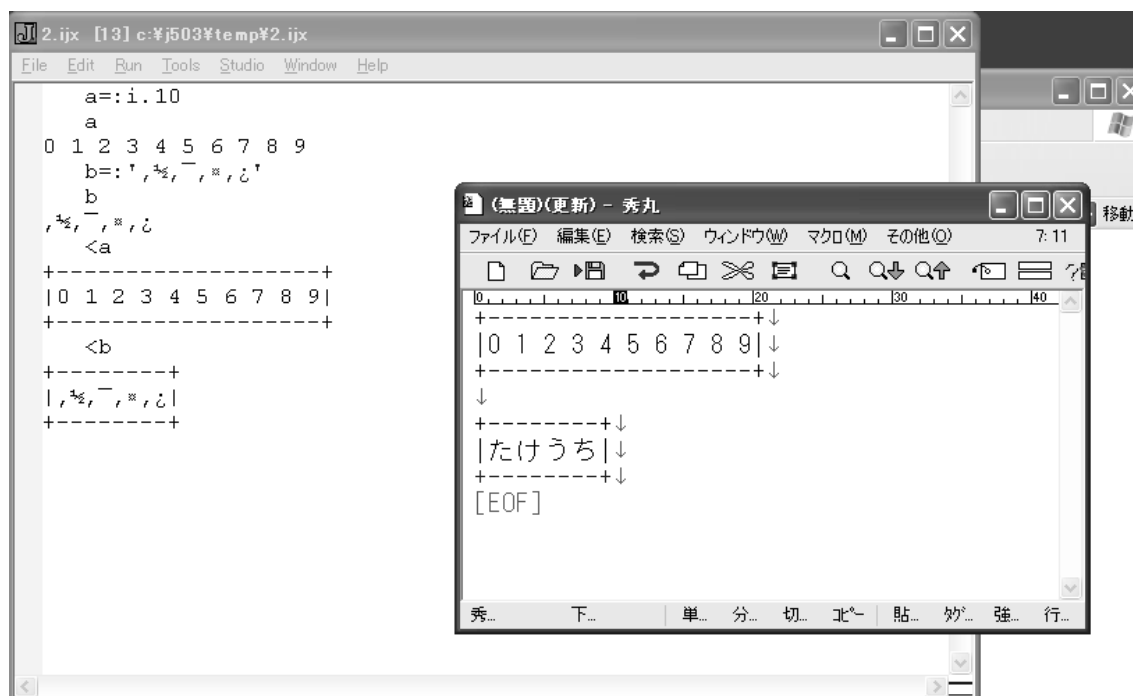 2.ijx [13] c:¥j503¥temp¥2.ijx
File Edit Run Tools Studio Window Help
a=:i.10
a
0 1 2 3 4 5 6 7 8 9
b=:'‚½‚¯‚¤‚¿'
b
‚½‚¯‚¤‚¿
<a
+-------------------+
|0 1 2 3 4 5 6 7 8 9|
+-------------------+
<b
+--------+
|‚½‚¯‚¤‚¿|
+--------+
(無題)(更新) - 秀丸
ファイル(F) 編集(E) 検索(S) ウィンドウ(W) マクロ(M) その他(O) 7: 11
0 10 20 30 40
+-------------------+↓
|0 1 2 3 4 5 6 7 8 9|↓
+-------------------+↓
↓
+--------+↓
|たけうち|↓
+--------+↓
[EOF]
秀... 下... 単... 分... 切... コピー 貼... タグ... 強... 行...
移動